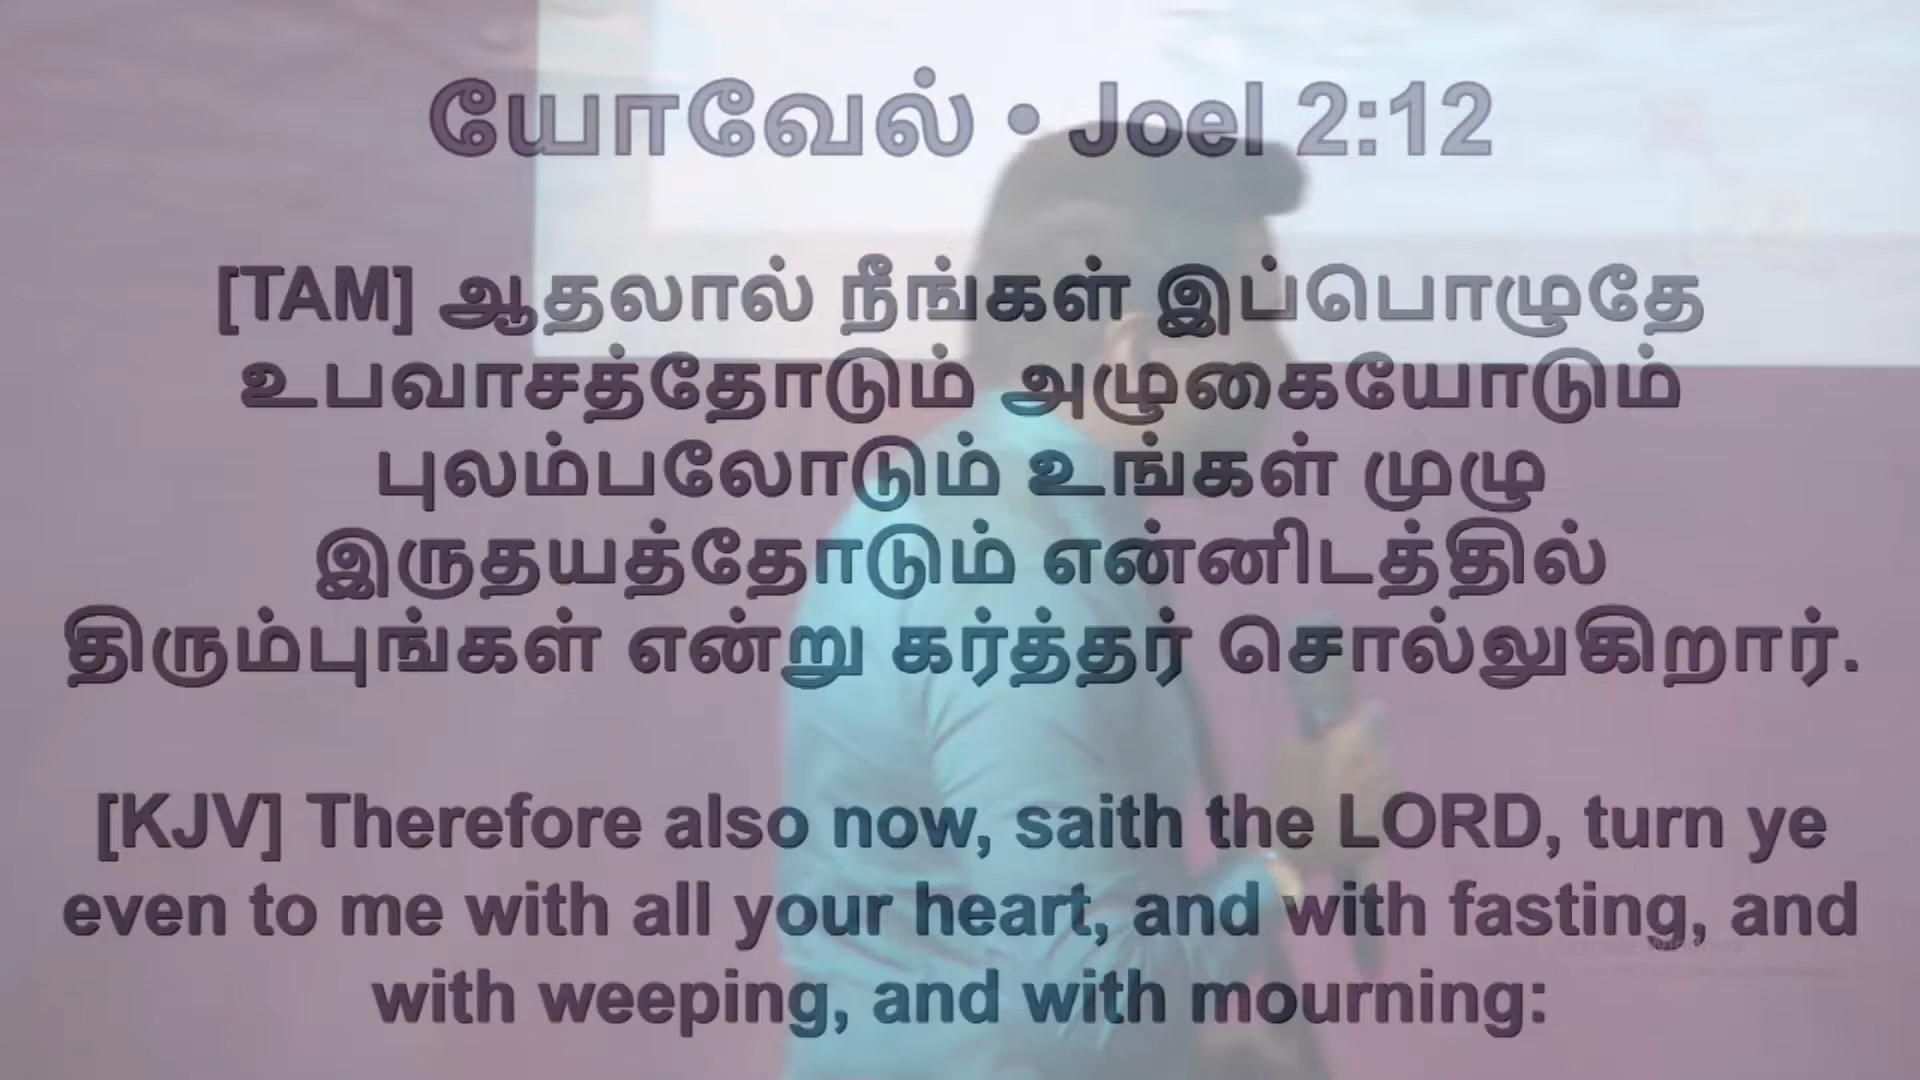 யோவேல் • Joel 2:12
[TAM] ஆதலால் நீங்கள் இப்பொழுதே
உபவாசத்தோடும் அழுகையோடும்
புலம்பலோடும் உங்கள் முழு
இருதயத்தோடும் என்னிடத்தில்
திரும்புங்கள் என்று கர்த்தர் சொல்லுகிறார்.
[KJV] Therefore also now, saith the LORD, turn ye
even to me with all your heart, and with fasting, and
with weeping, and with mourning: